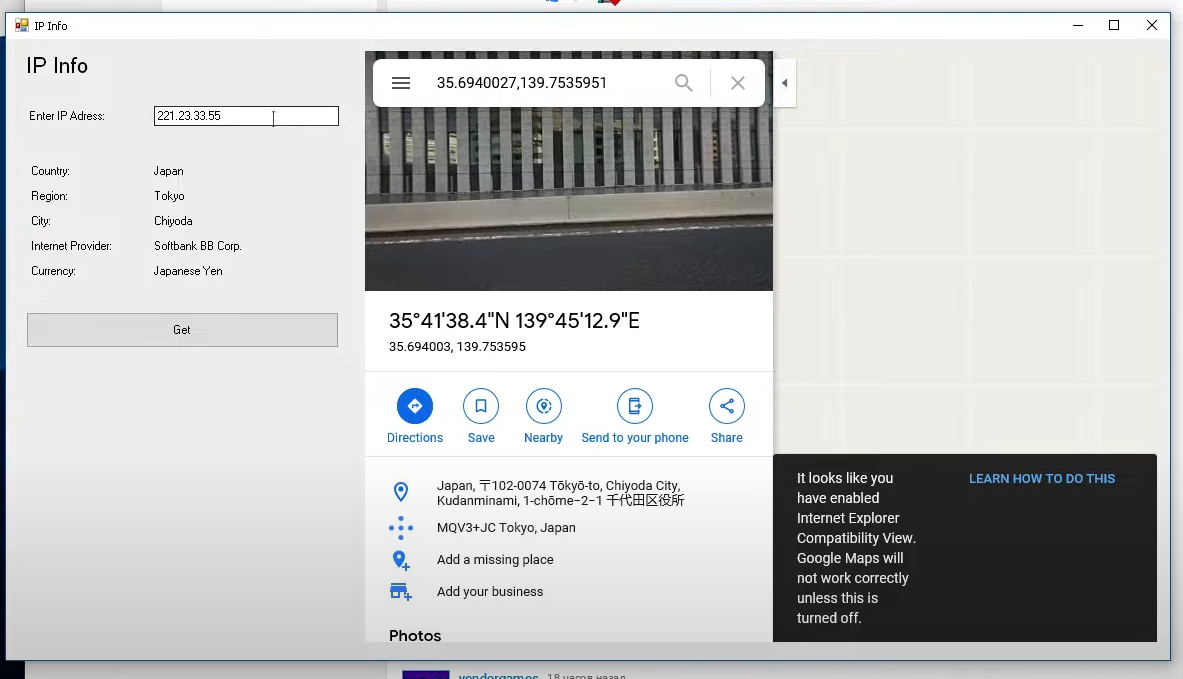 IP Info
IP Info
Enter IP Adress:
221.23.33.55
Country:
Japan
Region:
Tokyo
City:
Chiyoda
Internet Provider:
Softbank BB Corp.
Currency:
Japanese Yen
Get
35.6940027,139.7535951
35°41'38.4"N 139°45'12.9"E
35.694003, 139.753595
Directions
Save
Nearby
Send to your phone
Share
Japan, 〒102-0074 Tōkyō-to, Chiyoda City,
Kudanminami, 1-chōme−2−1 千代田区役所
MQV3+JC Tokyo, Japan
Add a missing place
Add your business
Photos
It looks like you
have enabled
Internet Explorer
Compatibility View.
Google Maps will
not work correctly
unless this is
turned off.
LEARN HOW TO DO THIS
vendorgames 18 часов назад